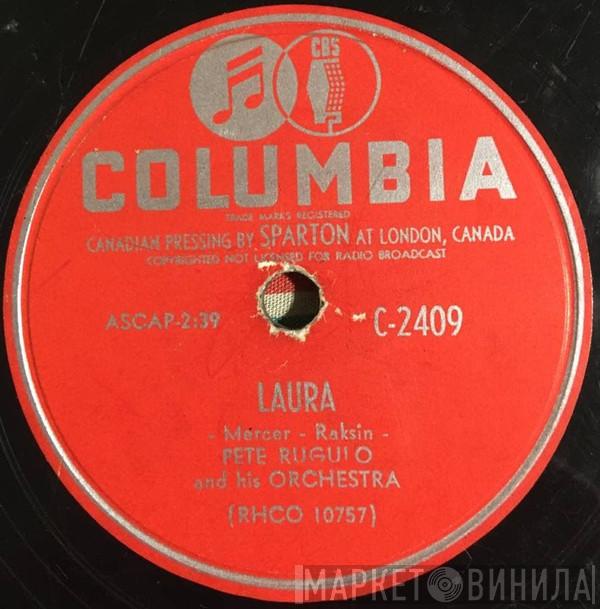 CBS
COLUMBIA
TRADE MARKS REGISTERED
CANADIAN PRESSING BY SPARTON AT LONDON, CANADA
COPYRIGHTED NOT LICENSED FOR RADIO BROADCAST
ASCAP-2:39
C-2409
LAURA
- Mercer - Raksin -
PETE RUGULO
and his ORCHESTRA
(RHCO 10757)
МАРКЕТ ВИНИЛА